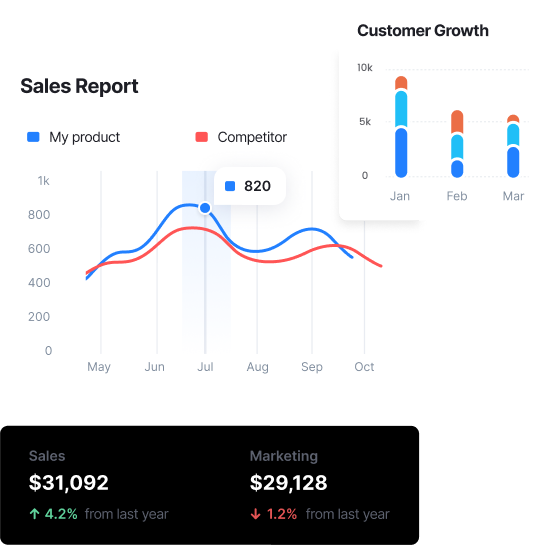 Customer Growth
10k
5k
0
Jan Feb Mar
Sales Report
My product Competitor
820
1k
800
600
400
200
0
May Jun Jul Aug Sep Oct
Sales Marketing
$31,092 $29,128
↑ 4.2% from last year ↓ 1.2% from last year